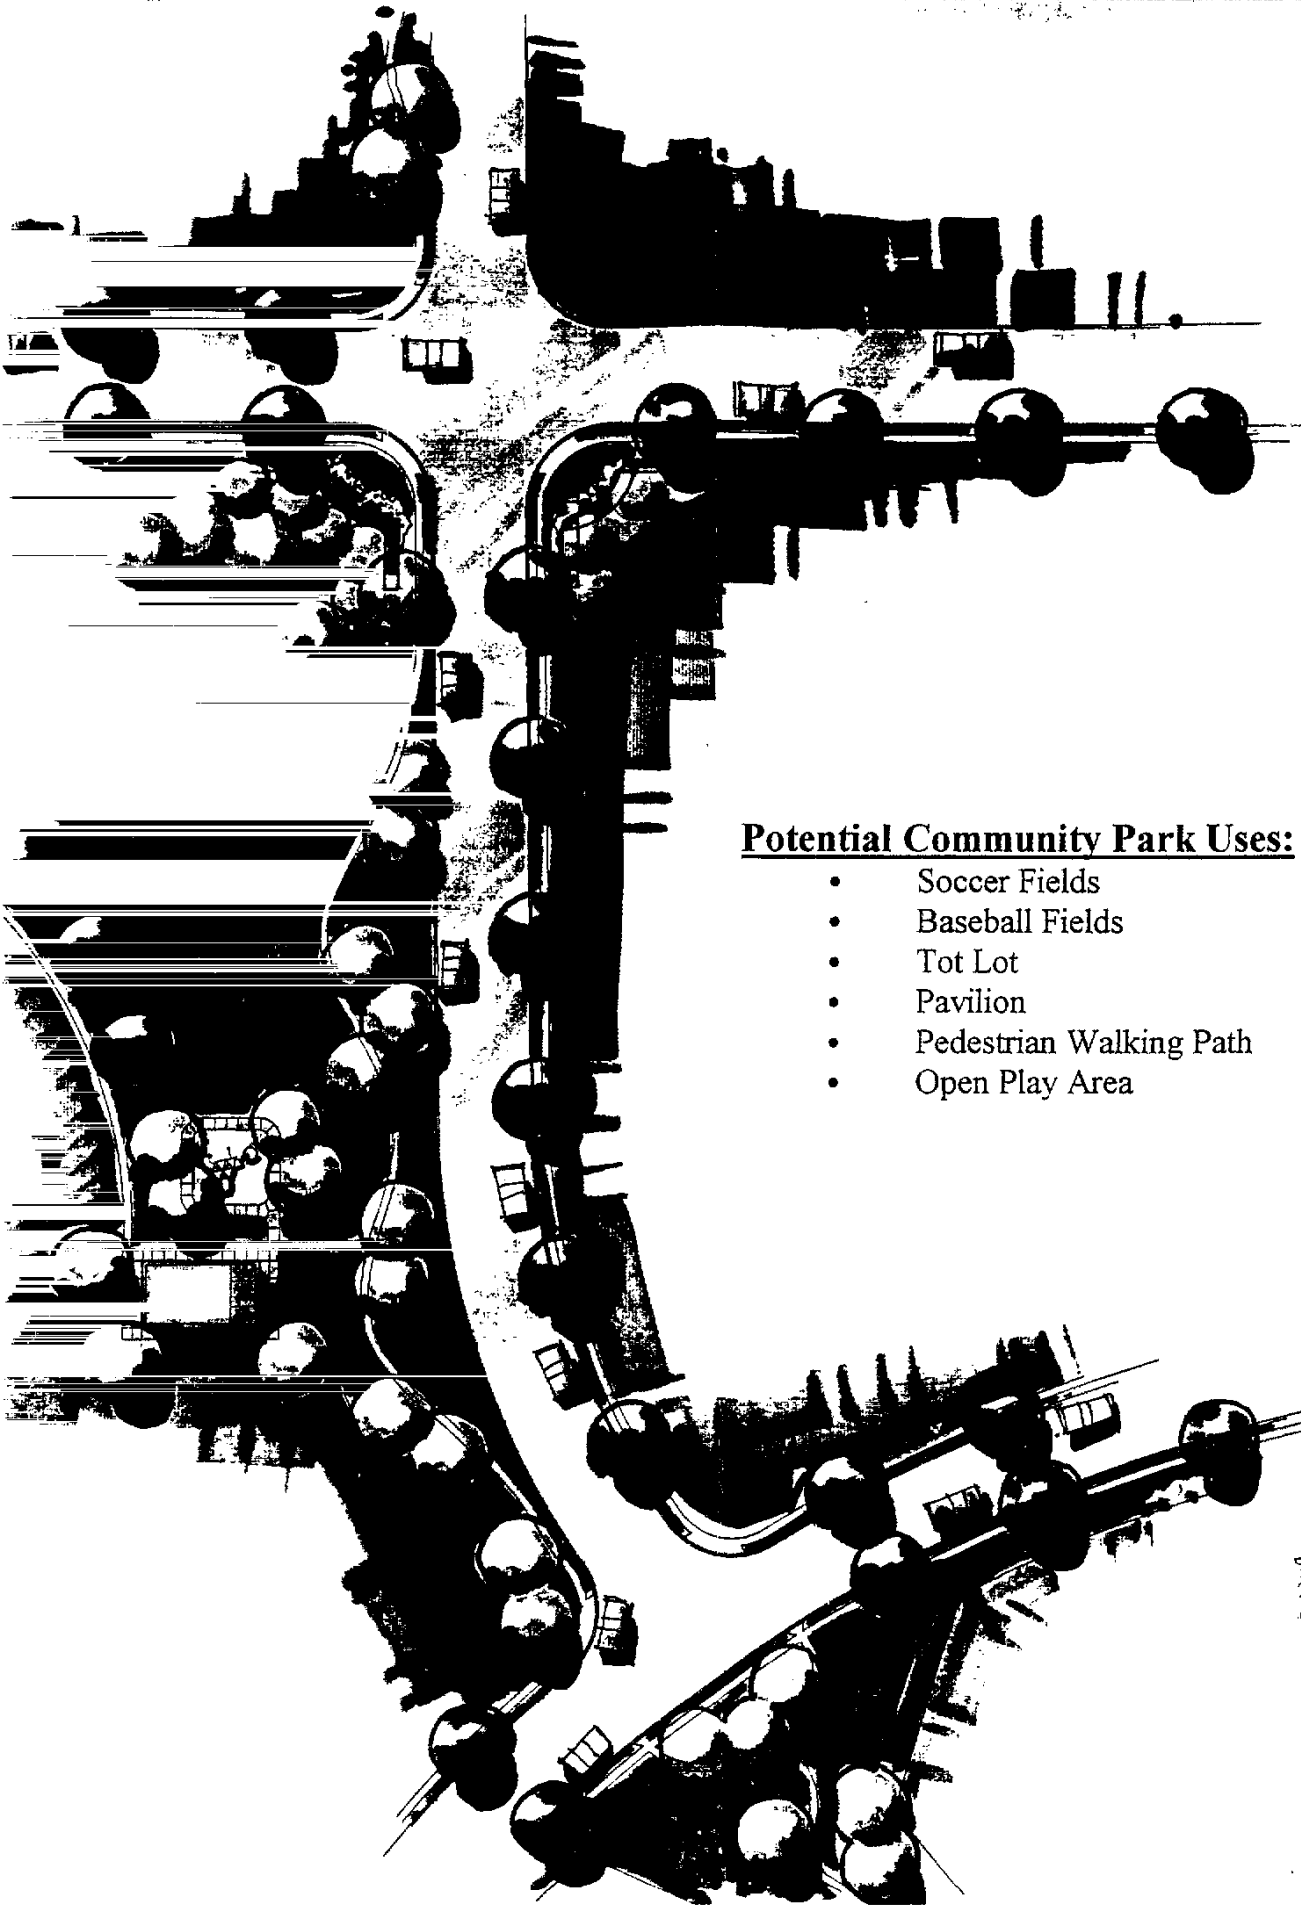 Potential Community Park Uses:
• Soccer Fields
• Baseball Fields
• Tot Lot
• Pavilion
• Pedestrian Walking Path
• Open Play Area